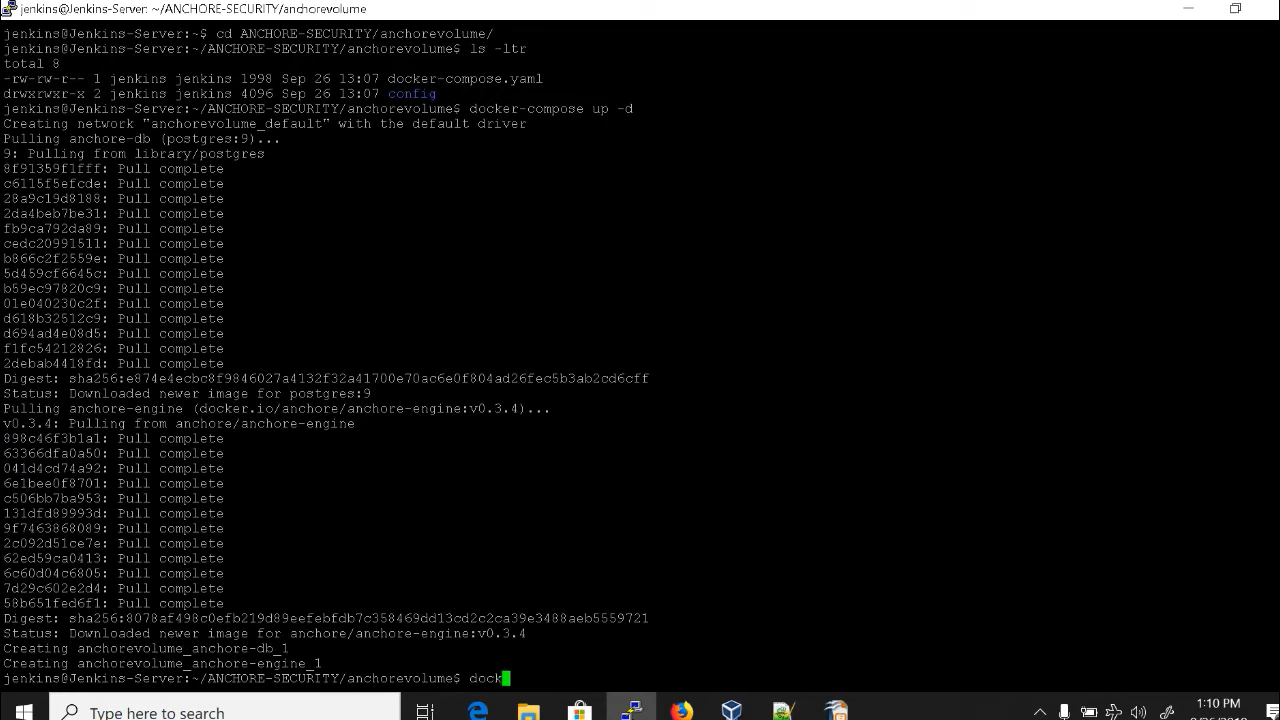 jenkins@Jenkins-Server: ~/ANCHORE-SECURITY/anchorevolume
jenkins@Jenkins-Server:~$ cd ANCHORE-SECURITY/anchorevolume/
jenkins@Jenkins-Server:~/ANCHORE-SECURITY/anchorevolume$ ls -ltr
total 8
-rw-rw-r-- 1 jenkins jenkins 1998 Sep 26 13:07 docker-compose.yaml
drwxrwxr-x 2 jenkins jenkins 4096 Sep 26 13:07 config
jenkins@Jenkins-Server:~/ANCHORE-SECURITY/anchorevolume$ docker-compose up -d
Creating network "anchorevolume_default" with the default driver
Pulling anchore-db (postgres:9)...
9: Pulling from library/postgres
8f91359f1fff: Pull complete
c6115f5efcde: Pull complete
28a9c19d8188: Pull complete
2da4beb7be31: Pull complete
fb9ca792da89: Pull complete
cedc20991511: Pull complete
b866c2f2559e: Pull complete
5d459cf6645c: Pull complete
b59ec97820c9: Pull complete
01e040230c2f: Pull complete
d618b32512c9: Pull complete
d694ad4e08d5: Pull complete
f1fc54212826: Pull complete
2debab4418fd: Pull complete
Digest: sha256:e874e4ecbc8f9846027a4132f32a41700e70ac6e0f804ad26fec5b3ab2cd6cff
Status: Downloaded newer image for postgres:9
Pulling anchore-engine (docker.io/anchore/anchore-engine:v0.3.4)...
v0.3.4: Pulling from anchore/anchore-engine
898c46f3b1a1: Pull complete
63366dfa0a50: Pull complete
041d4cd74a92: Pull complete
6e1bee0f8701: Pull complete
c506bb7ba953: Pull complete
131dfd89993d: Pull complete
9f7463868089: Pull complete
2c092d51ce7e: Pull complete
62ed59ca0413: Pull complete
6c60d04c6805: Pull complete
7d29c602e2d4: Pull complete
58b651fed6f1: Pull complete
Digest: sha256:8078af498c0efb219d89eefebfdb7c358469dd13cd2c2ca39e3488aeb5559721
Status: Downloaded newer image for anchore/anchore-engine:v0.3.4
Creating anchorevolume_anchore-db_1
Creating anchorevolume_anchore-engine_1
jenkins@Jenkins-Server:~/ANCHORE-SECURITY/anchorevolume$ dock
Type here to search
1:10 PM